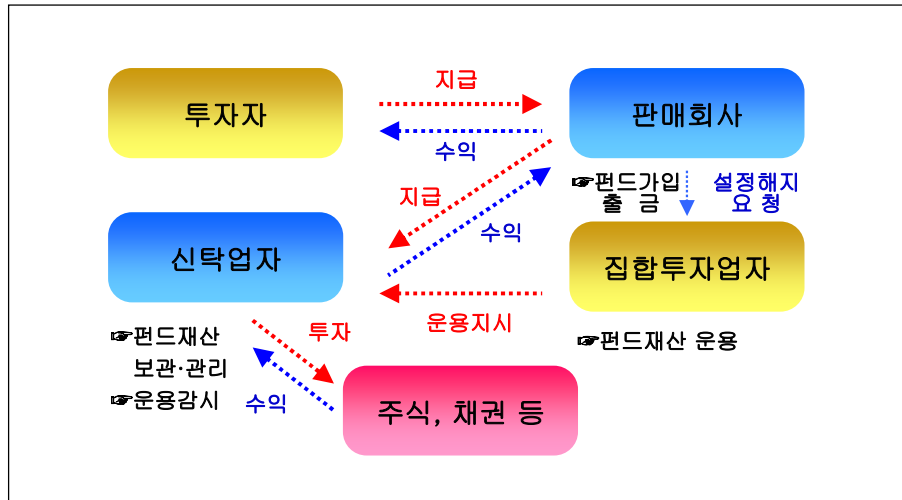 지급
투자자
판매회사
수익
☞펀드가입
출 금
설정해지
요 청
지급
수익
신탁업자
집합투자업자
운용지시
☞펀드재산
보관·관리
☞운용감시
투자
☞펀드재산 운용
수익
주식, 채권 등